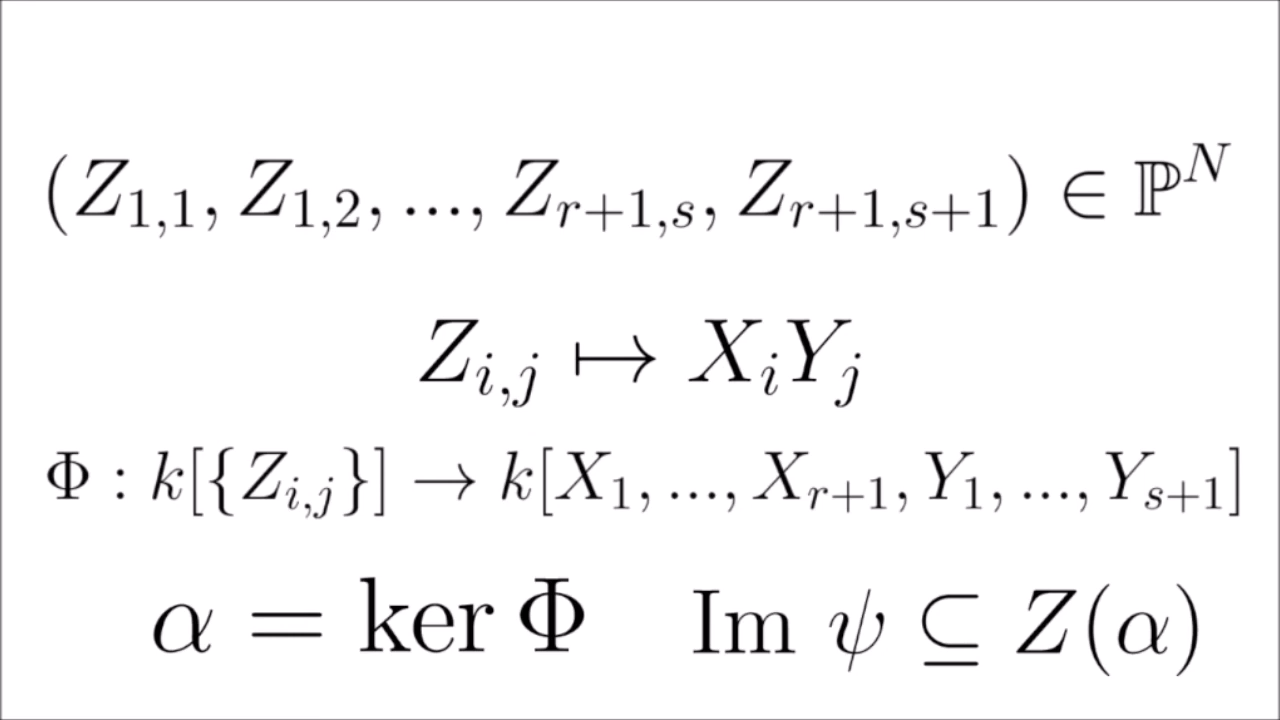 (Z_{1,1}, Z_{1,2}, ..., Z_{r+1,s}, Z_{r+1,s+1}) ∈ ℙ^N
Z_{i,j} ↦ X_i Y_j
Φ : k[{Z_{i,j}}] → k[X_1, ..., X_{r+1}, Y_1, ..., Y_{s+1}]
α = ker Φ Im ψ ⊆ Z(α)